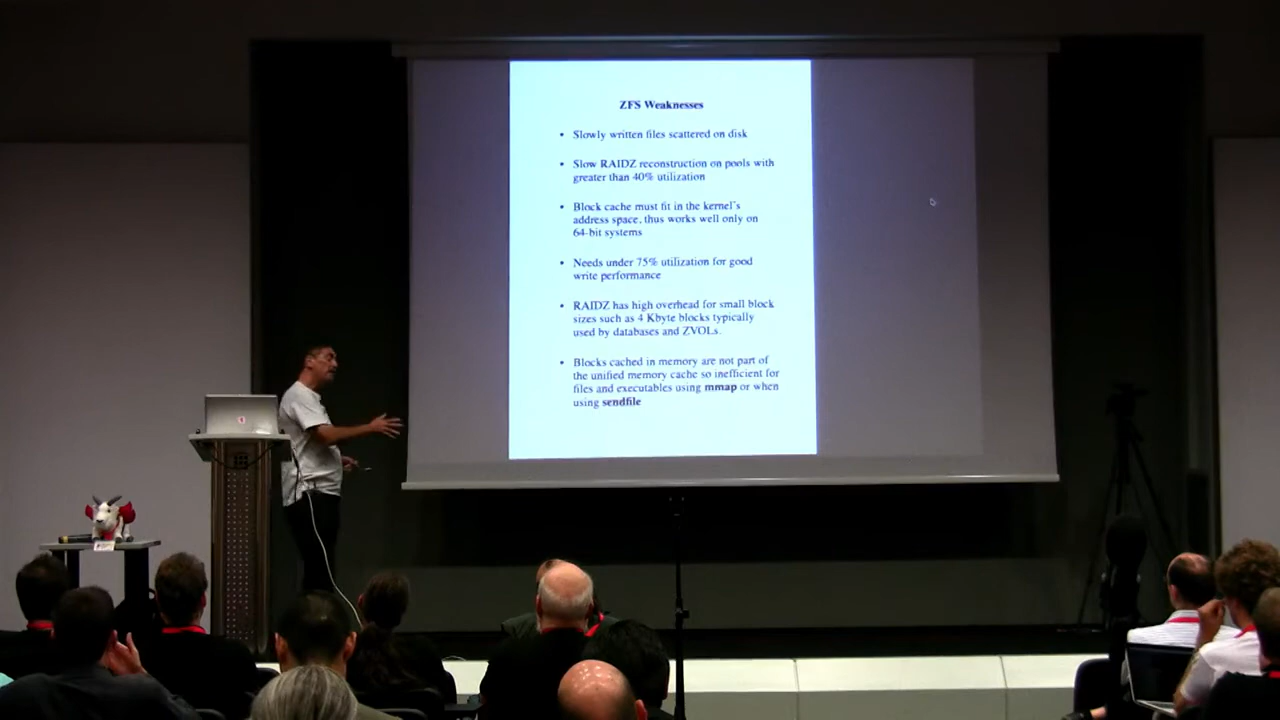 ZFS Weaknesses
• Slowly written files scattered on disk
• Slow RAIDZ reconstruction on pools with
greater than 40% utilization
• Block cache must fit in the kernel's
address space, thus works well only on
64-bit systems
• Needs under 75% utilization for good
write performance
• RAIDZ has high overhead for small block
sizes such as 4 Kbyte blocks typically
used by databases and ZVOLs.
• Blocks cached in memory are not part of
the unified memory cache so inefficient for
files and executables using mmap or when
using sendfile